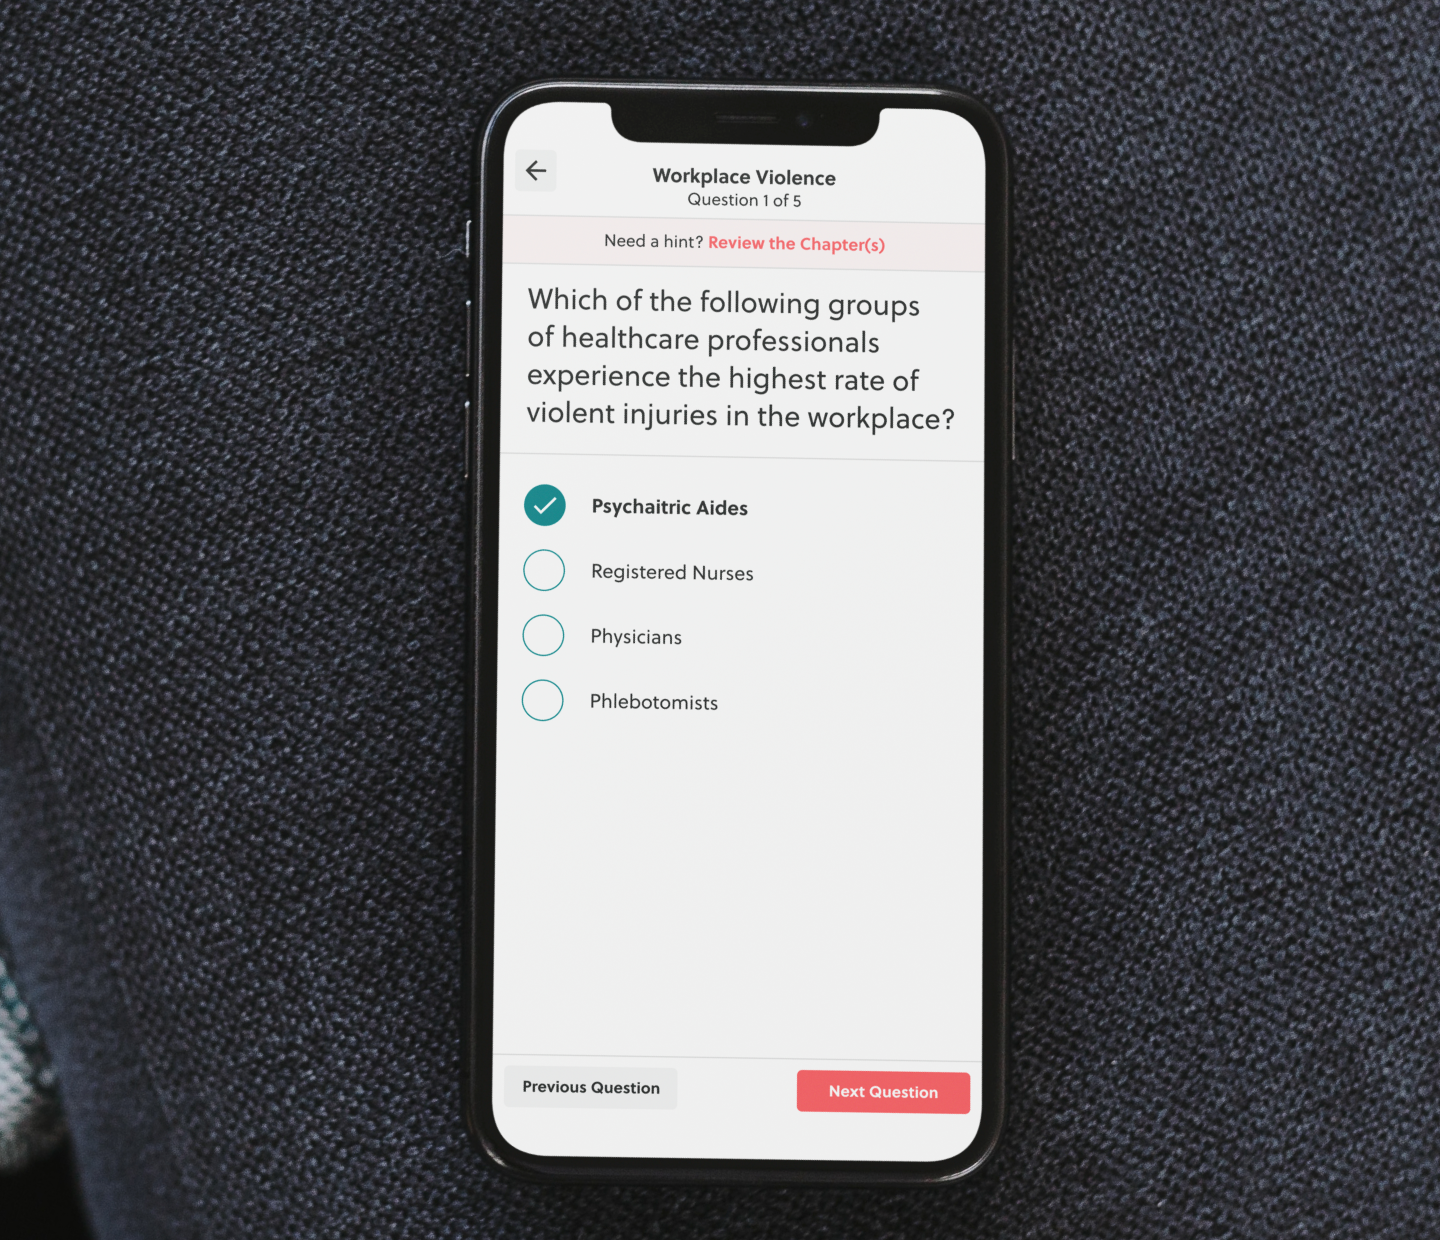 Workplace Violence
Question 1 of 5
Need a hint? Review the Chapter(s)
Which of the following groups
of healthcare professionals
experience the highest rate of
violent injuries in the workplace?
Psychaitric Aides
Registered Nurses
Physicians
Phlebotomists
Previous Question
Next Question